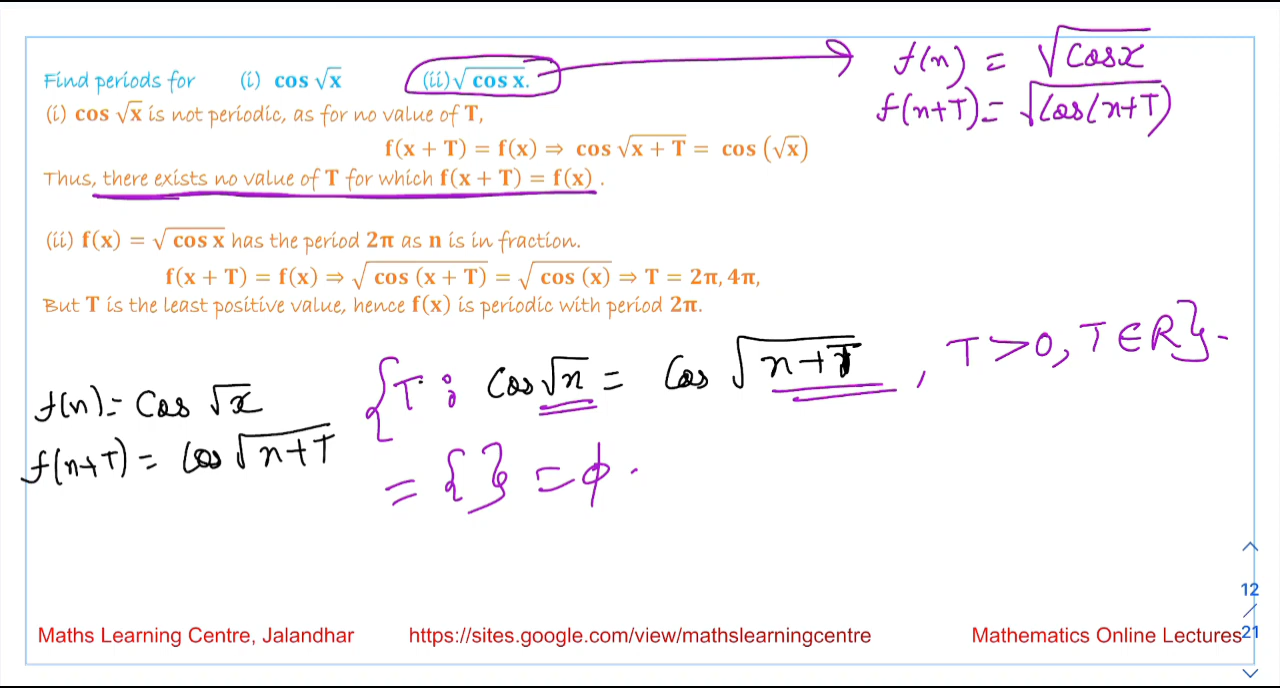 Find periods for (i) cos √x (ii) √cos x.
f(n) = √Cosx
f(n+T) = √Cos(n+T)
(i) cos √x is not periodic, as for no value of T,
f(x + T) = f(x) ⇒ cos √x + T = cos (√x)
Thus, there exists no value of T for which f(x + T) = f(x) .
(ii) f(x) = √cos x has the period 2π as n is in fraction.
f(x + T) = f(x) ⇒ √cos (x + T) = √cos (x) ⇒ T = 2π, 4π,
But T is the least positive value, hence f(x) is periodic with period 2π.
{T : Cos √n = Cos √n+T , T>0, T∈R}.
f(n) = Cos √x
f(n+T) = Cos √n+T
= { } = ϕ .
12
/
21
Maths Learning Centre, Jalandhar https://sites.google.com/view/mathslearningcentre Mathematics Online Lectures